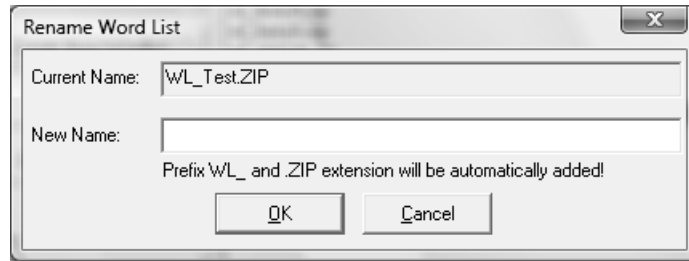 Rename Word List
Current Name: WL_Test.ZIP
New Name:
Prefix WL_ and .ZIP extension will be automatically added!
OK Cancel